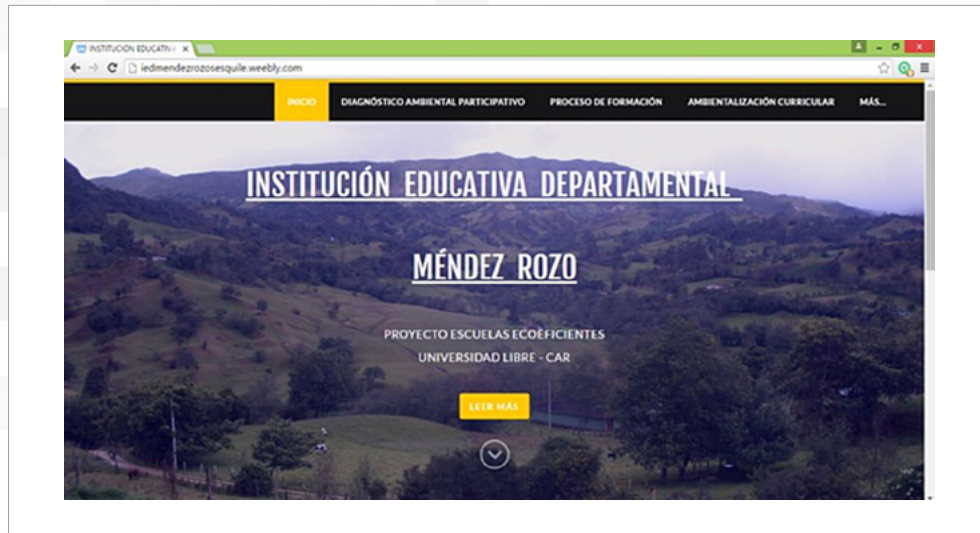 INSTITUCIÓN EDUCATIV
iedmendezrozosesquile.weebly.com
INICIO DIAGNÓSTICO AMBIENTAL PARTICIPATIVO PROCESO DE FORMACIÓN AMBIENTALIZACIÓN CURRICULAR MÁS...
INSTITUCIÓN EDUCATIVA DEPARTAMENTAL
MÉNDEZ ROZO
PROYECTO ESCUELAS ECOEFICIENTES
UNIVERSIDAD LIBRE - CAR
LEER MÁS